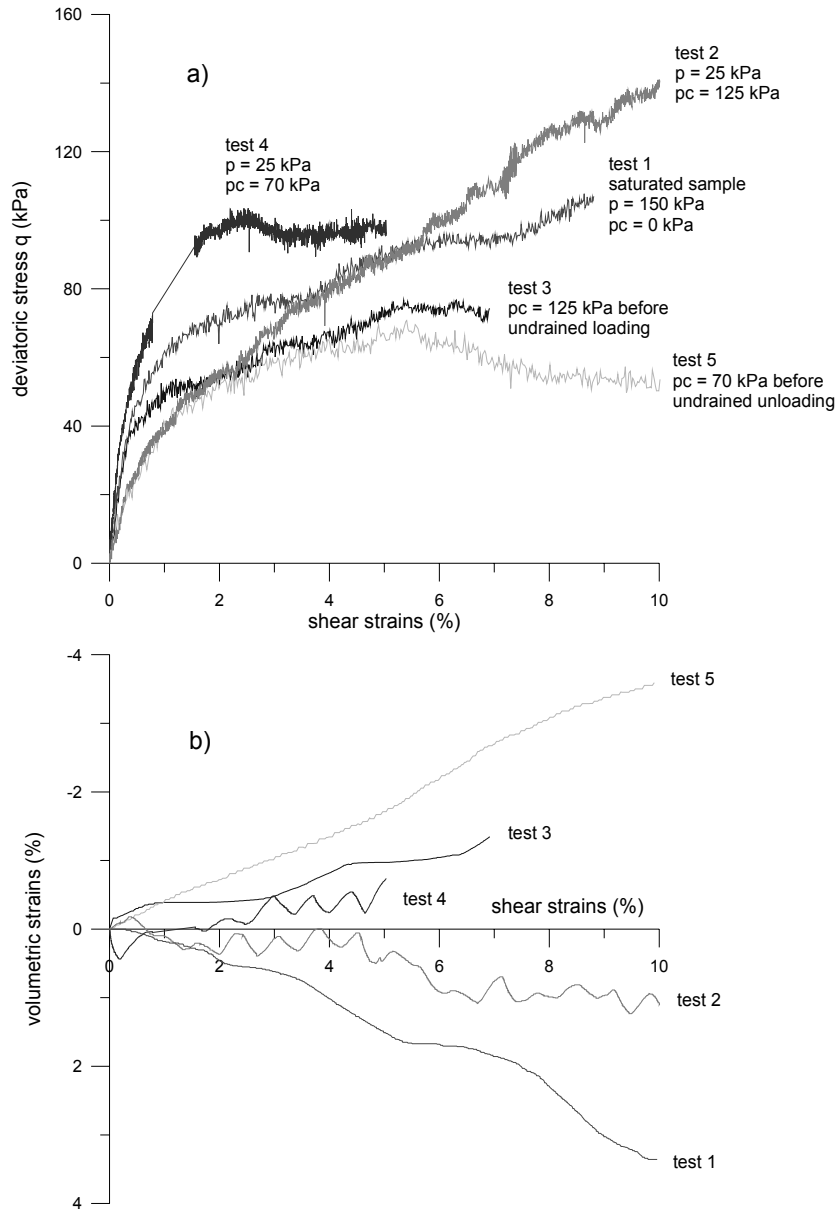 160
120
80
40
0
deviatoric stress q (kPa)
a)
test 2
p = 25 kPa
pc = 125 kPa
test 4
p = 25 kPa
pc = 70 kPa
test 1
saturated sample
p = 150 kPa
pc = 0 kPa
test 3
pc = 125 kPa before
undrained loading
test 5
pc = 70 kPa before
undrained unloading
0 2 4 6 8 10
shear strains (%)
-4
-2
0
2
4
volumetric strains (%)
b)
test 5
test 3
test 4
shear strains (%)
0 2 4 6 8 10
test 2
test 1